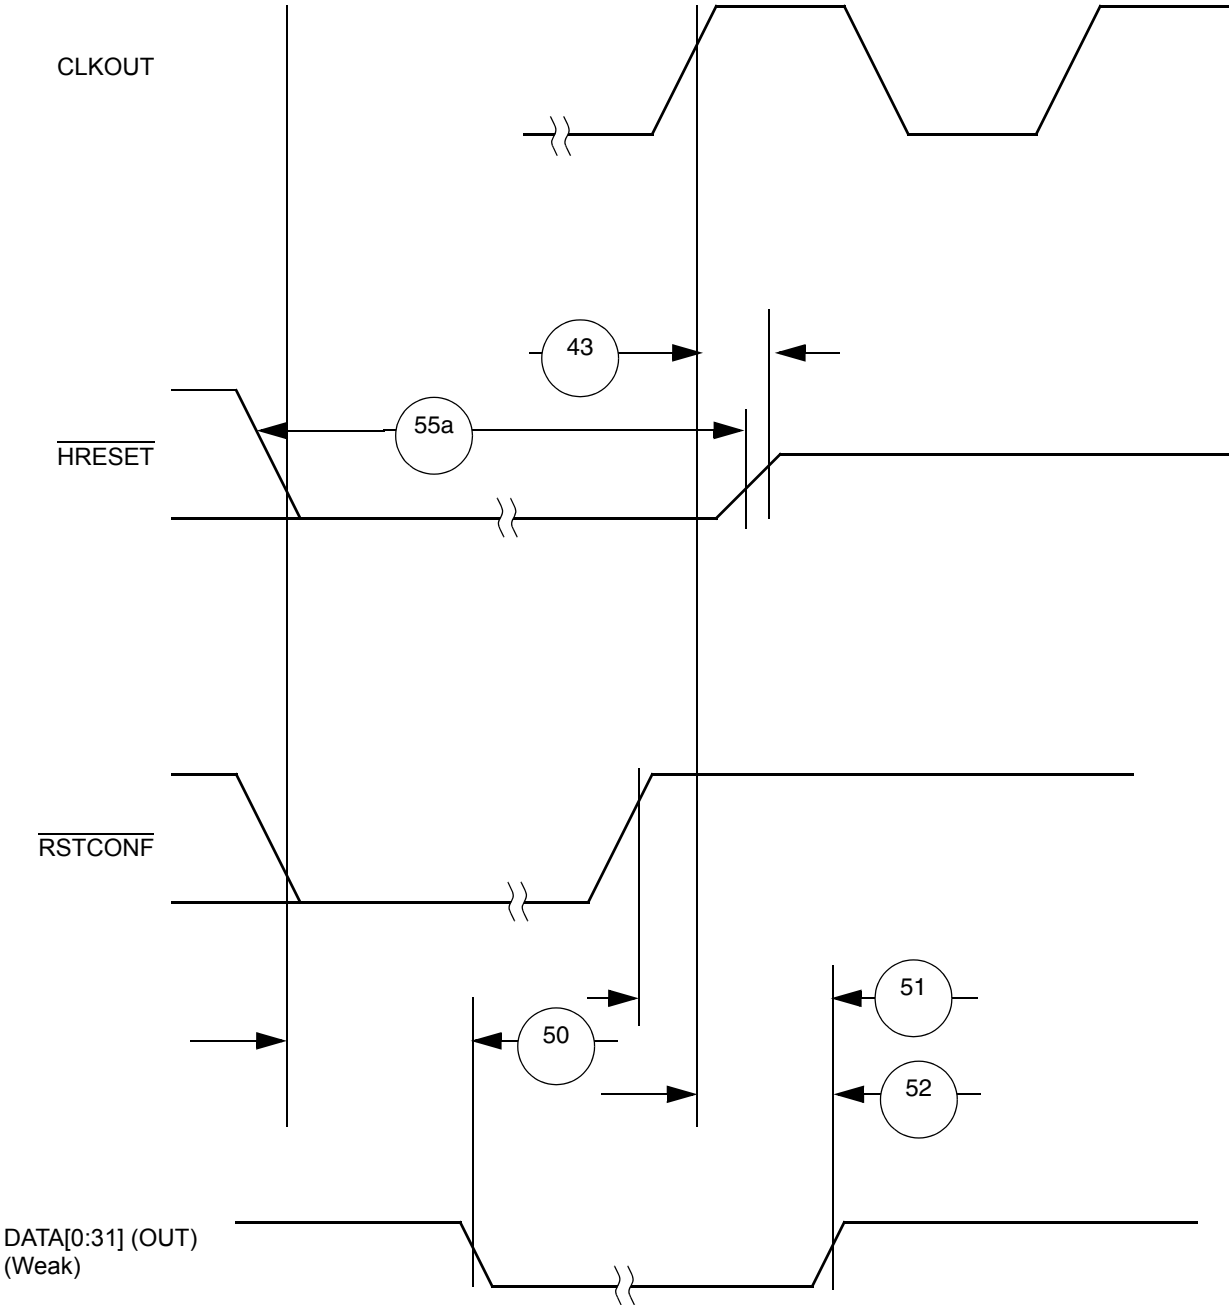 CLKOUT
43
55a
HRESET
RSTCONF
51
50
52
DATA[0:31] (OUT)
(Weak)